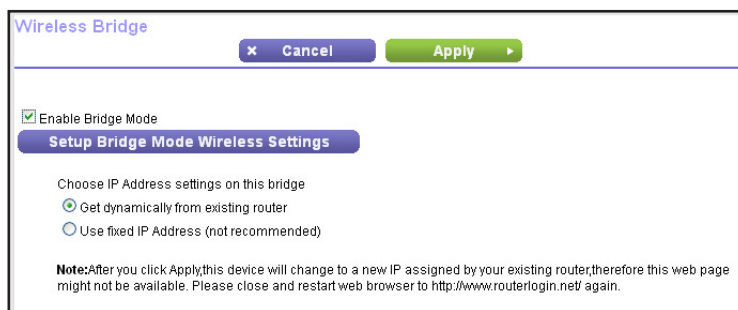 Wireless Bridge
× Cancel
Apply ▸
Enable Bridge Mode
Setup Bridge Mode Wireless Settings
Choose IP Address settings on this bridge
Get dynamically from existing router
Use fixed IP Address (not recommended)
Note:After you click Apply,this device will change to a new IP assigned by your existing router,therefore this web page
might not be available. Please close and restart web browser to http://www.routerlogin.net/ again.